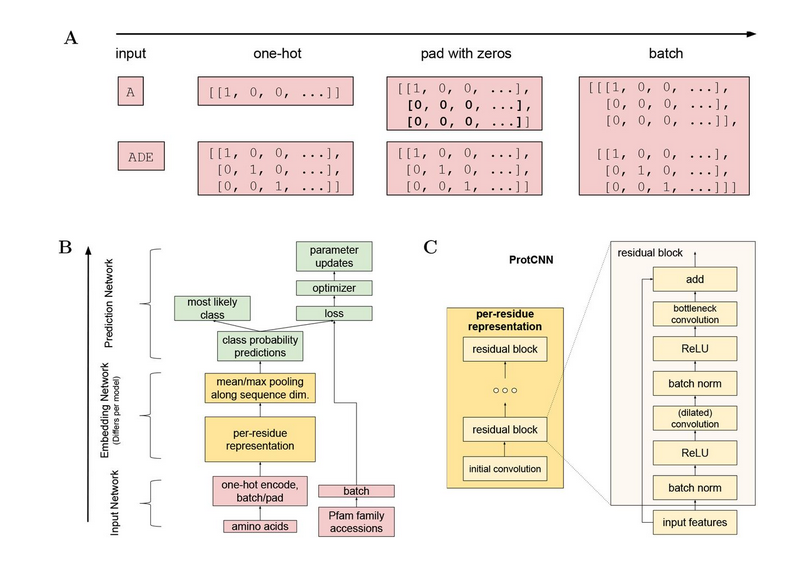 A
input
one-hot
pad with zeros
batch
A
[[1, 0, 0, ...]]
[[1, 0, 0, ...],
[0, 0, 0, ...],
[0, 0, 0, ...]]
[[[1, 0, 0, ...],
[0, 0, 0, ...],
[0, 0, 0, ...]],
ADE
[[1, 0, 0, ...],
[0, 1, 0, ...],
[0, 0, 1, ...]]
[[1, 0, 0, ...],
[0, 1, 0, ...],
[0, 0, 1, ...]]
[[1, 0, 0, ...],
[0, 1, 0, ...],
[0, 0, 1, ...]]]
B
Prediction Network
Embedding Network
(Differs per model)
Input Network
parameter
updates
optimizer
most likely
class
loss
class probability
predictions
mean/max pooling
along sequence dim.
per-residue
representation
one-hot encode,
batch/pad
batch
amino acids
Pfam family
accessions
C
ProtCNN
per-residue
representation
residual block
residual block
initial convolution
residual block
add
bottleneck
convolution
ReLU
batch norm
(dilated)
convolution
ReLU
batch norm
input features